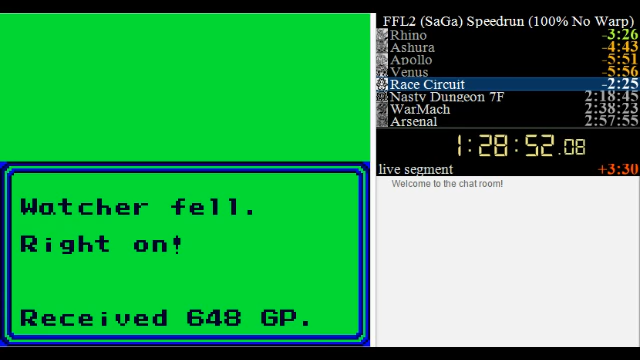 FFL2 (SaGa) Speedrun (100% No Warp)
Rhino -3:26
Ashura -4:43
Apollo -5:51
Venus -5:56
Race Circuit -2:25
Nasty Dungeon 7F 2:18:45
WarMach 2:38:23
Arsenal 2:57:55
1:28:52.08
live segment +3:30
Welcome to the chat room!
Watcher fell.
Right on!
Received 648 GP.